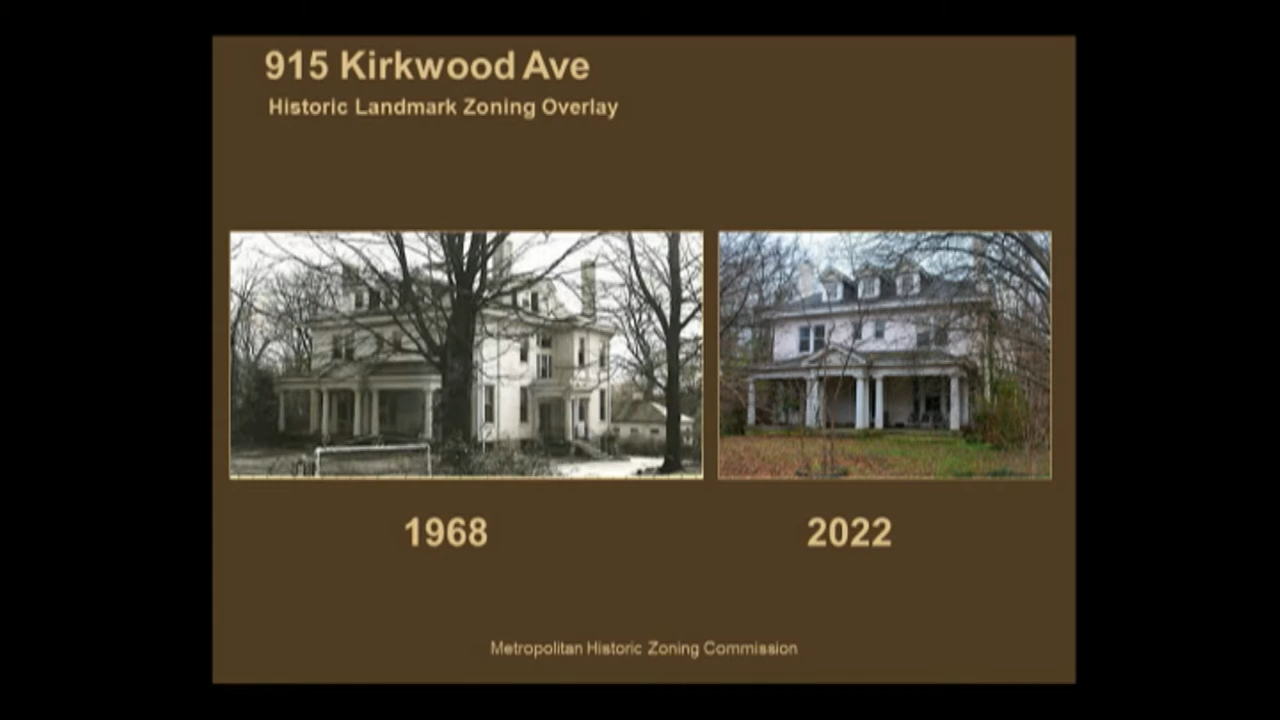 915 Kirkwood Ave
Historic Landmark Zoning Overlay
1968
2022
Metropolitan Historic Zoning Commission